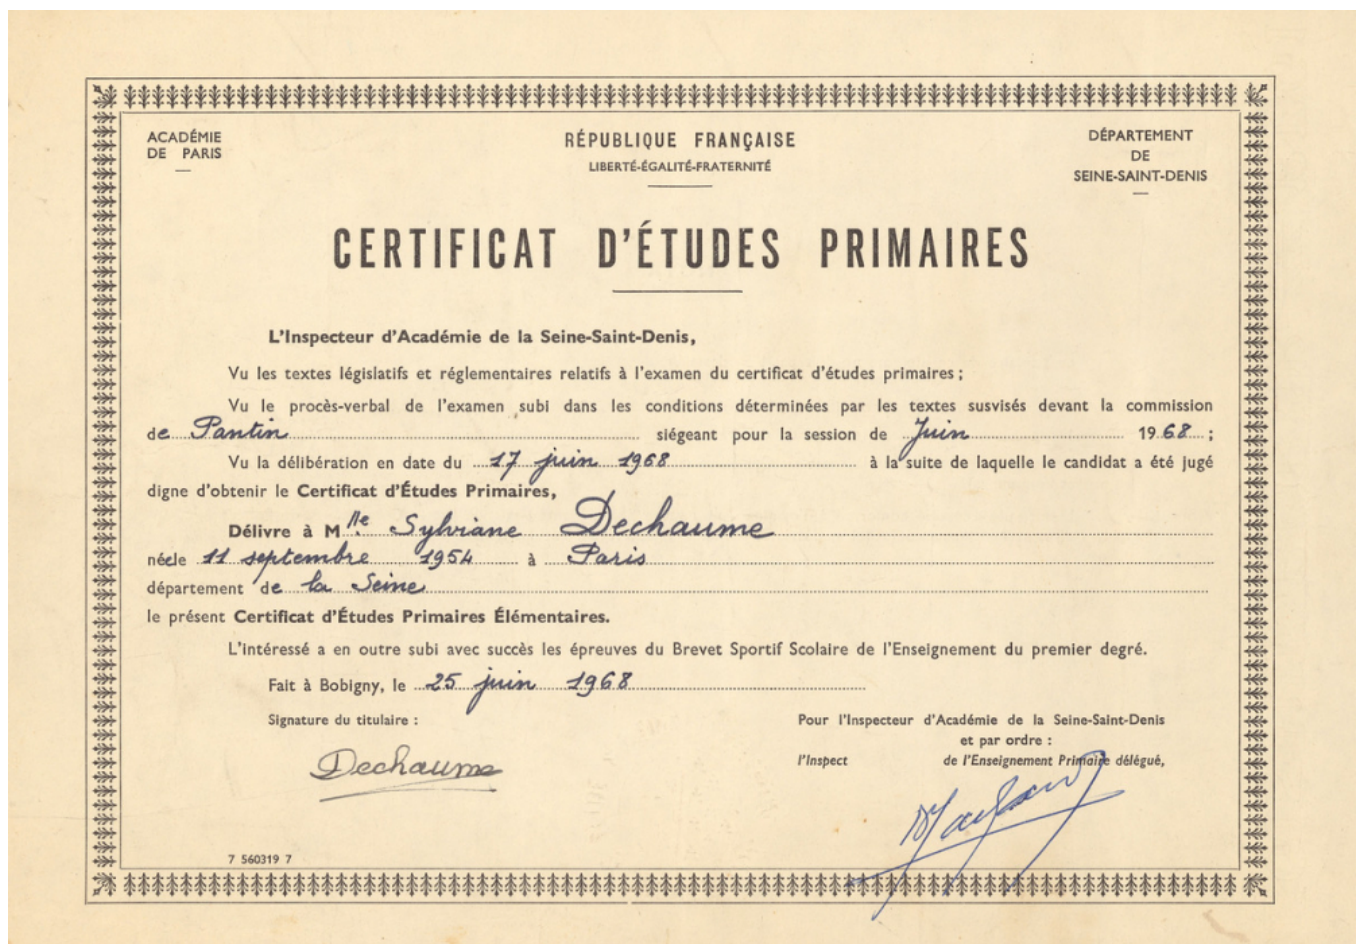 ACADÉMIE
DE PARIS
RÉPUBLIQUE FRANÇAISE
LIBERTÉ-ÉGALITÉ-FRATERNITÉ
DÉPARTEMENT
DE
SEINE-SAINT-DENIS
CERTIFICAT D'ÉTUDES PRIMAIRES
L'Inspecteur d'Académie de la Seine-Saint-Denis,
Vu les textes législatifs et réglementaires relatifs à l'examen du certificat d'études primaires ;
Vu le procès-verbal de l'examen subi dans les conditions déterminées par les textes susvisés devant la commission
de Pantin siégeant pour la session de Juin 1968 ;
Vu la délibération en date du 17 juin 1968 à la suite de laquelle le candidat a été jugé
digne d'obtenir le Certificat d'Études Primaires,
Délivre à Mlle Sylviane Dechaume
née le 11 septembre 1954 à Paris
département de la Seine
le présent Certificat d'Études Primaires Élémentaires.
L'intéressé a en outre subi avec succès les épreuves du Brevet Sportif Scolaire de l'Enseignement du premier degré.
Fait à Bobigny, le 25 juin 1968
Signature du titulaire :
Dechaume
Pour l'Inspecteur d'Académie de la Seine-Saint-Denis
et par ordre :
l'Inspect de l'Enseignement Primaire délégué,
7 560319 7